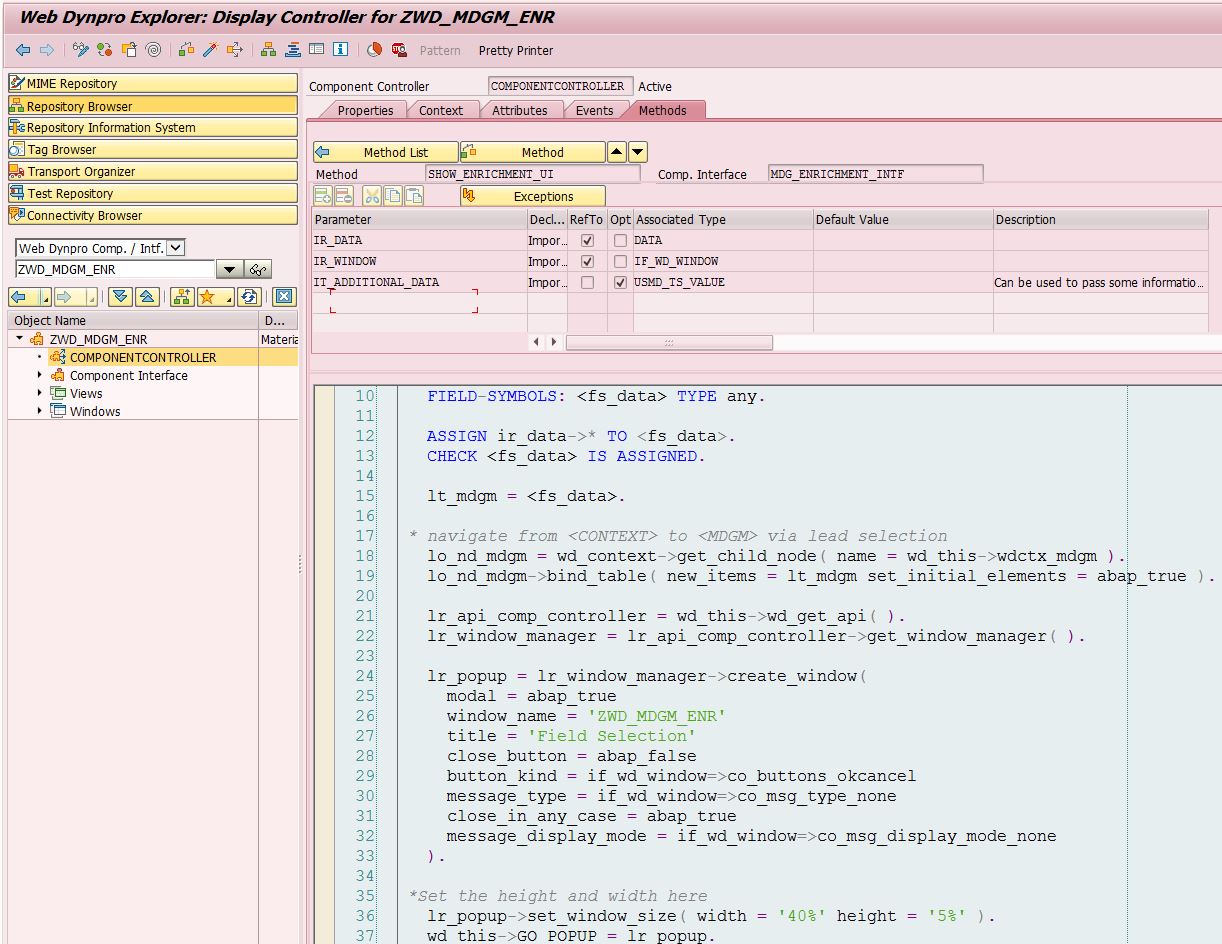 Web Dynpro Explorer: Display Controller for ZWD_MDGM_ENR
Pattern Pretty Printer
MIME Repository
Repository Browser
Repository Information System
Tag Browser
Transport Organizer
Test Repository
Connectivity Browser
Web Dynpro Comp. / Intf.
ZWD_MDGM_ENR
Object Name D...
ZWD_MDGM_ENR Materia
COMPONENTCONTROLLER
Component Interface
Views
Windows
Component Controller COMPONENTCONTROLLER Active
Properties Context Attributes Events Methods
Method List Method
Method SHOW_ENRICHMENT_UI Comp. Interface MDG_ENRICHMENT_INTF
Exceptions
Parameter Decl... RefTo Opt Associated Type Default Value Description
IR_DATA Impor... DATA
IR_WINDOW Impor... IF_WD_WINDOW
IT_ADDITIONAL_DATA Impor... USMD_TS_VALUE Can be used to pass some informatio...
10 FIELD-SYMBOLS: <fs_data> TYPE any.
11
12 ASSIGN ir_data->* TO <fs_data>.
13 CHECK <fs_data> IS ASSIGNED.
14
15 lt_mdgm = <fs_data>.
16
17 * navigate from <CONTEXT> to <MDGM> via lead selection
18 lo_nd_mdgm = wd_context->get_child_node( name = wd_this->wdctx_mdgm ).
19 lo_nd_mdgm->bind_table( new_items = lt_mdgm set_initial_elements = abap_true ).
20
21 lr_api_comp_controller = wd_this->wd_get_api( ).
22 lr_window_manager = lr_api_comp_controller->get_window_manager( ).
23
24 lr_popup = lr_window_manager->create_window(
25 modal = abap_true
26 window_name = 'ZWD_MDGM_ENR'
27 title = 'Field Selection'
28 close_button = abap_false
29 button_kind = if_wd_window=>co_buttons_okcancel
30 message_type = if_wd_window=>co_msg_type_none
31 close_in_any_case = abap_true
32 message_display_mode = if_wd_window=>co_msg_display_mode_none
33 ).
34
35 *Set the height and width here
36 lr_popup->set_window_size( width = '40%' height = '5%' ).
37 wd_this->GO_POPUP = lr_popup.